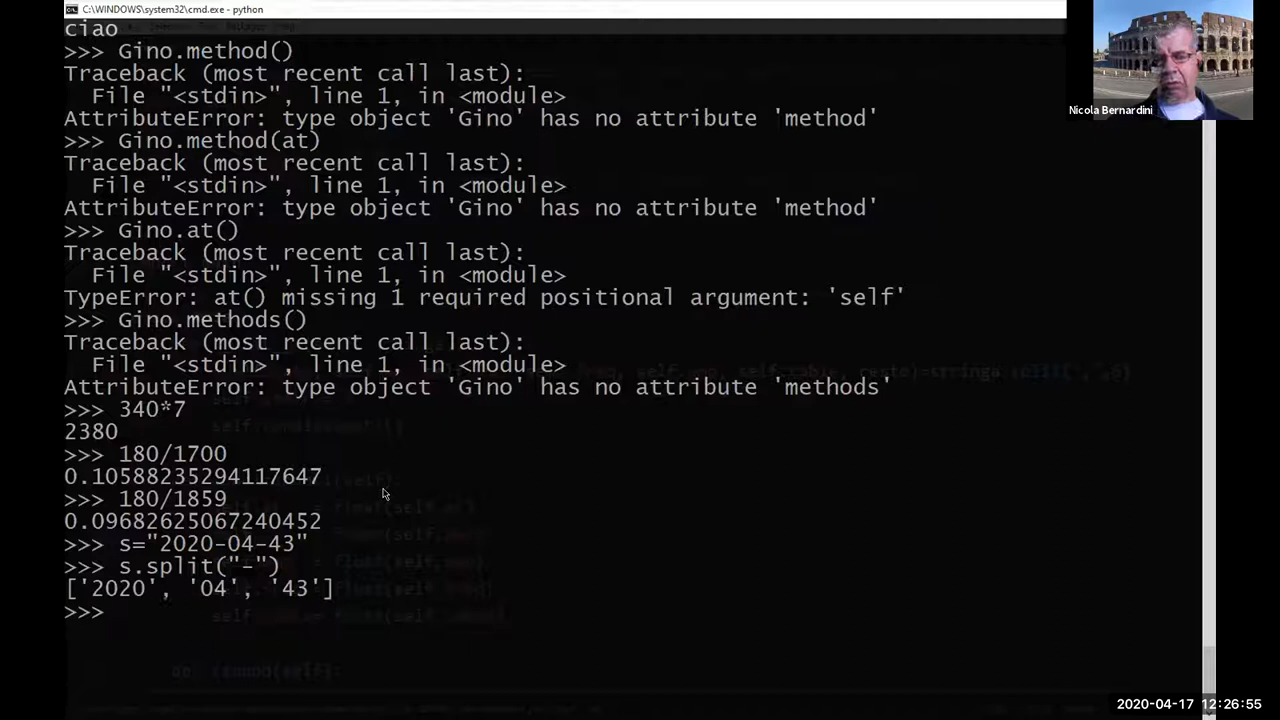 C:\WINDOWS\system32\cmd.exe - python
ciao
>>> Gino.method()
Traceback (most recent call last):
  File "<stdin>", line 1, in <module>
AttributeError: type object 'Gino' has no attribute 'method'
>>> Gino.method(at)
Traceback (most recent call last):
  File "<stdin>", line 1, in <module>
AttributeError: type object 'Gino' has no attribute 'method'
>>> Gino.at()
Traceback (most recent call last):
  File "<stdin>", line 1, in <module>
TypeError: at() missing 1 required positional argument: 'self'
>>> Gino.methods()
Traceback (most recent call last):
  File "<stdin>", line 1, in <module>
AttributeError: type object 'Gino' has no attribute 'methods'
>>> 340*7
2380
>>> 180/1700
0.10588235294117647
>>> 180/1859
0.09682625067240452
>>> s="2020-04-43"
>>> s.split("-")
['2020', '04', '43']
>>>
Nicola Bernardini
2020-04-17 12:26:55